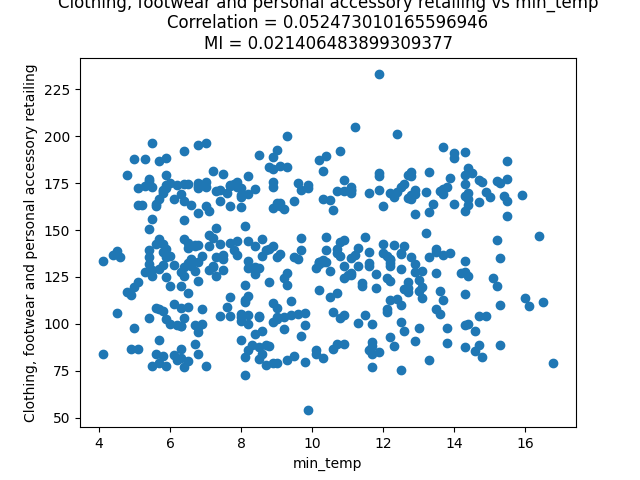 Clothing, footwear and personal accessory retailing vs min_temp
Correlation = 0.052473010165596946
MI = 0.021406483899309377
Clothing, footwear and personal accessory retailing
225
200
175
150
125
100
75
50
4 6 8 10 12 14 16
min_temp